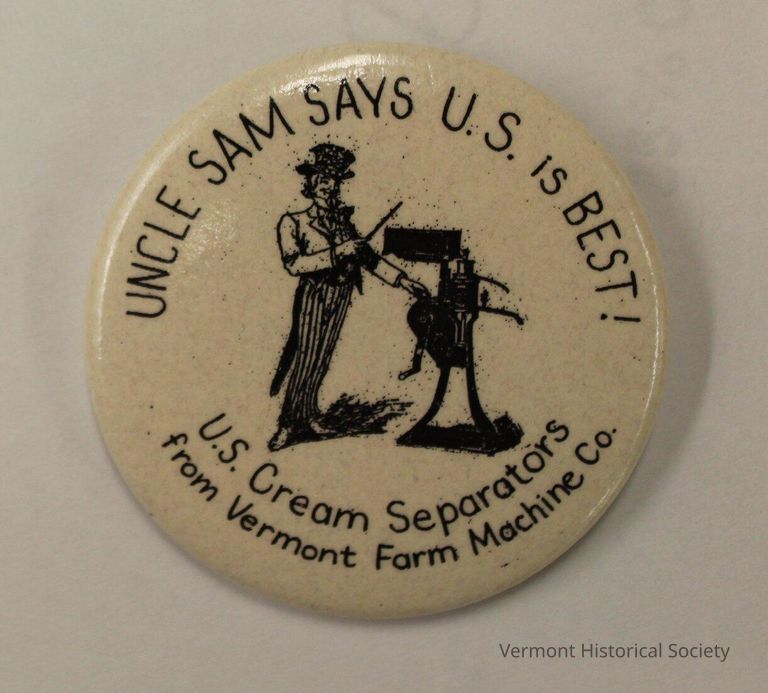 UNCLE SAM SAYS U.S. is BEST!
U.S. Cream Separators
from Vermont Farm Machine Co.
Vermont Historical Society